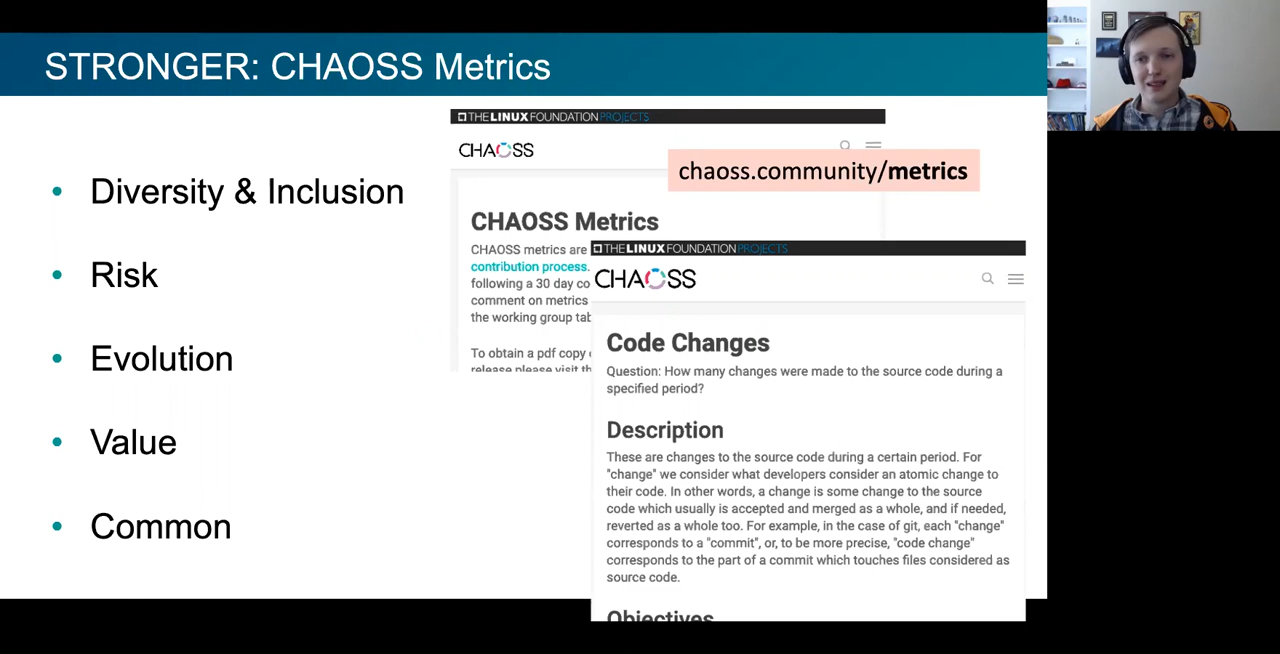 STRONGER: CHAOSS Metrics
• Diversity & Inclusion
• Risk
• Evolution
• Value
• Common
THE LINUX FOUNDATION PROJECTS
CHAOSS
chaoss.community/metrics
CHAOSS Metrics
CHAOSS metrics are
contribution process.
following a 30 day co
comment on metrics
the working group tab
To obtain a pdf copy
release please visit th
THE LINUX FOUNDATION PROJECTS
CHAOSS
Code Changes
Question: How many changes were made to the source code during a
specified period?
Description
These are changes to the source code during a certain period. For
"change" we consider what developers consider an atomic change to
their code. In other words, a change is some change to the source
code which usually is accepted and merged as a whole, and if needed,
reverted as a whole too. For example, in the case of git, each "change"
corresponds to a "commit", or, to be more precise, "code change"
corresponds to the part of a commit which touches files considered as
source code.
Objectives